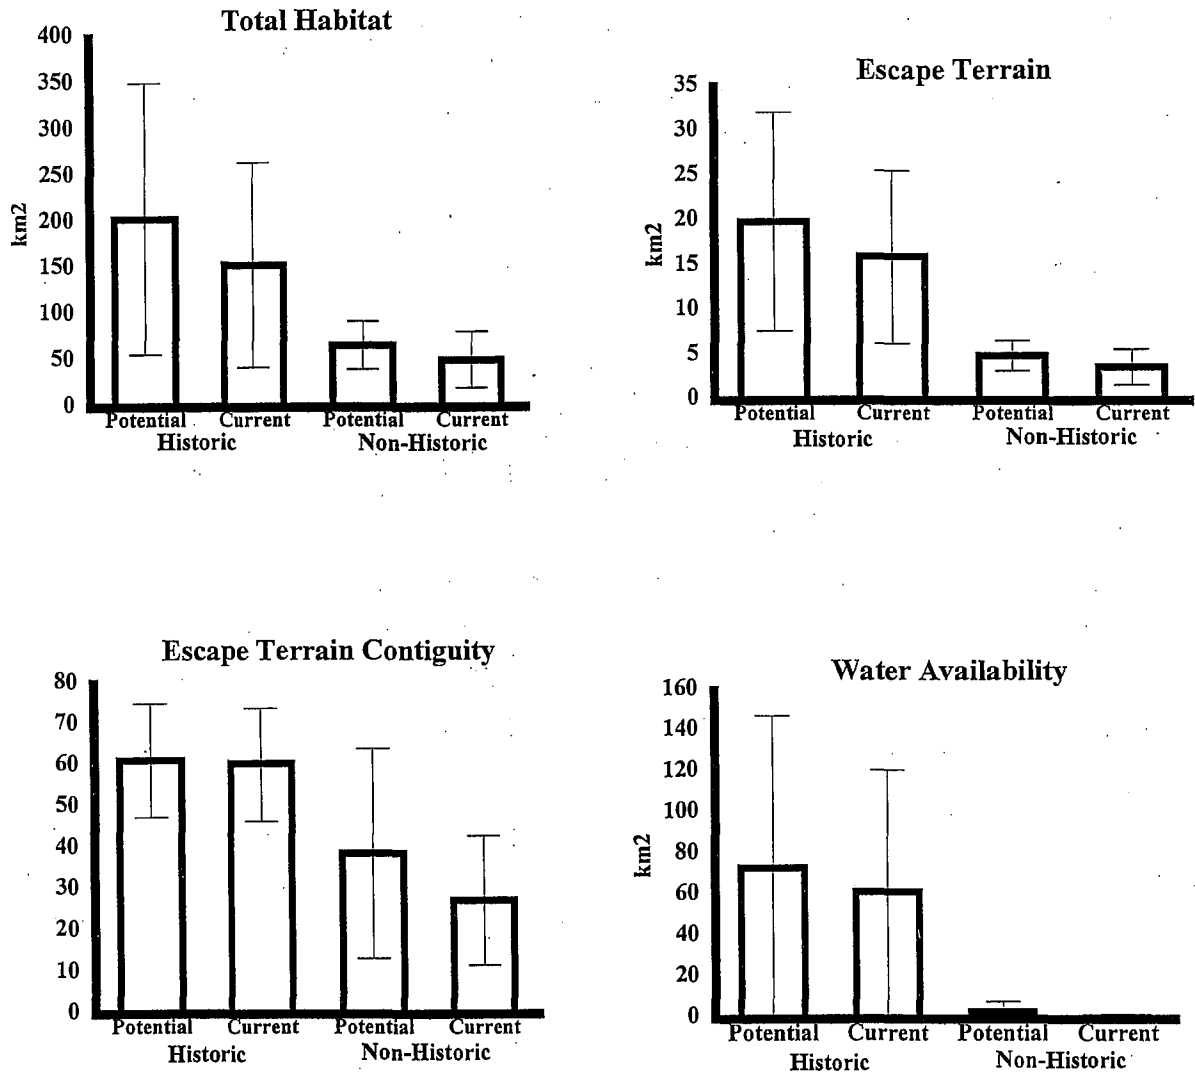 Total Habitat
400
350
300
250
200
150
100
50
0
km2
Potential Current Potential Current
Historic Non-Historic
Escape Terrain
35
30
25
20
15
10
5
0
km2
Potential Current Potential Current
Historic Non-Historic
Escape Terrain Contiguity
80
70
60
50
40
30
20
10
0
Potential Current Potential Current
Historic Non-Historic
Water Availability
160
140
120
100
80
60
40
20
0
km2
Potential Current Potential Current
Historic Non-Historic